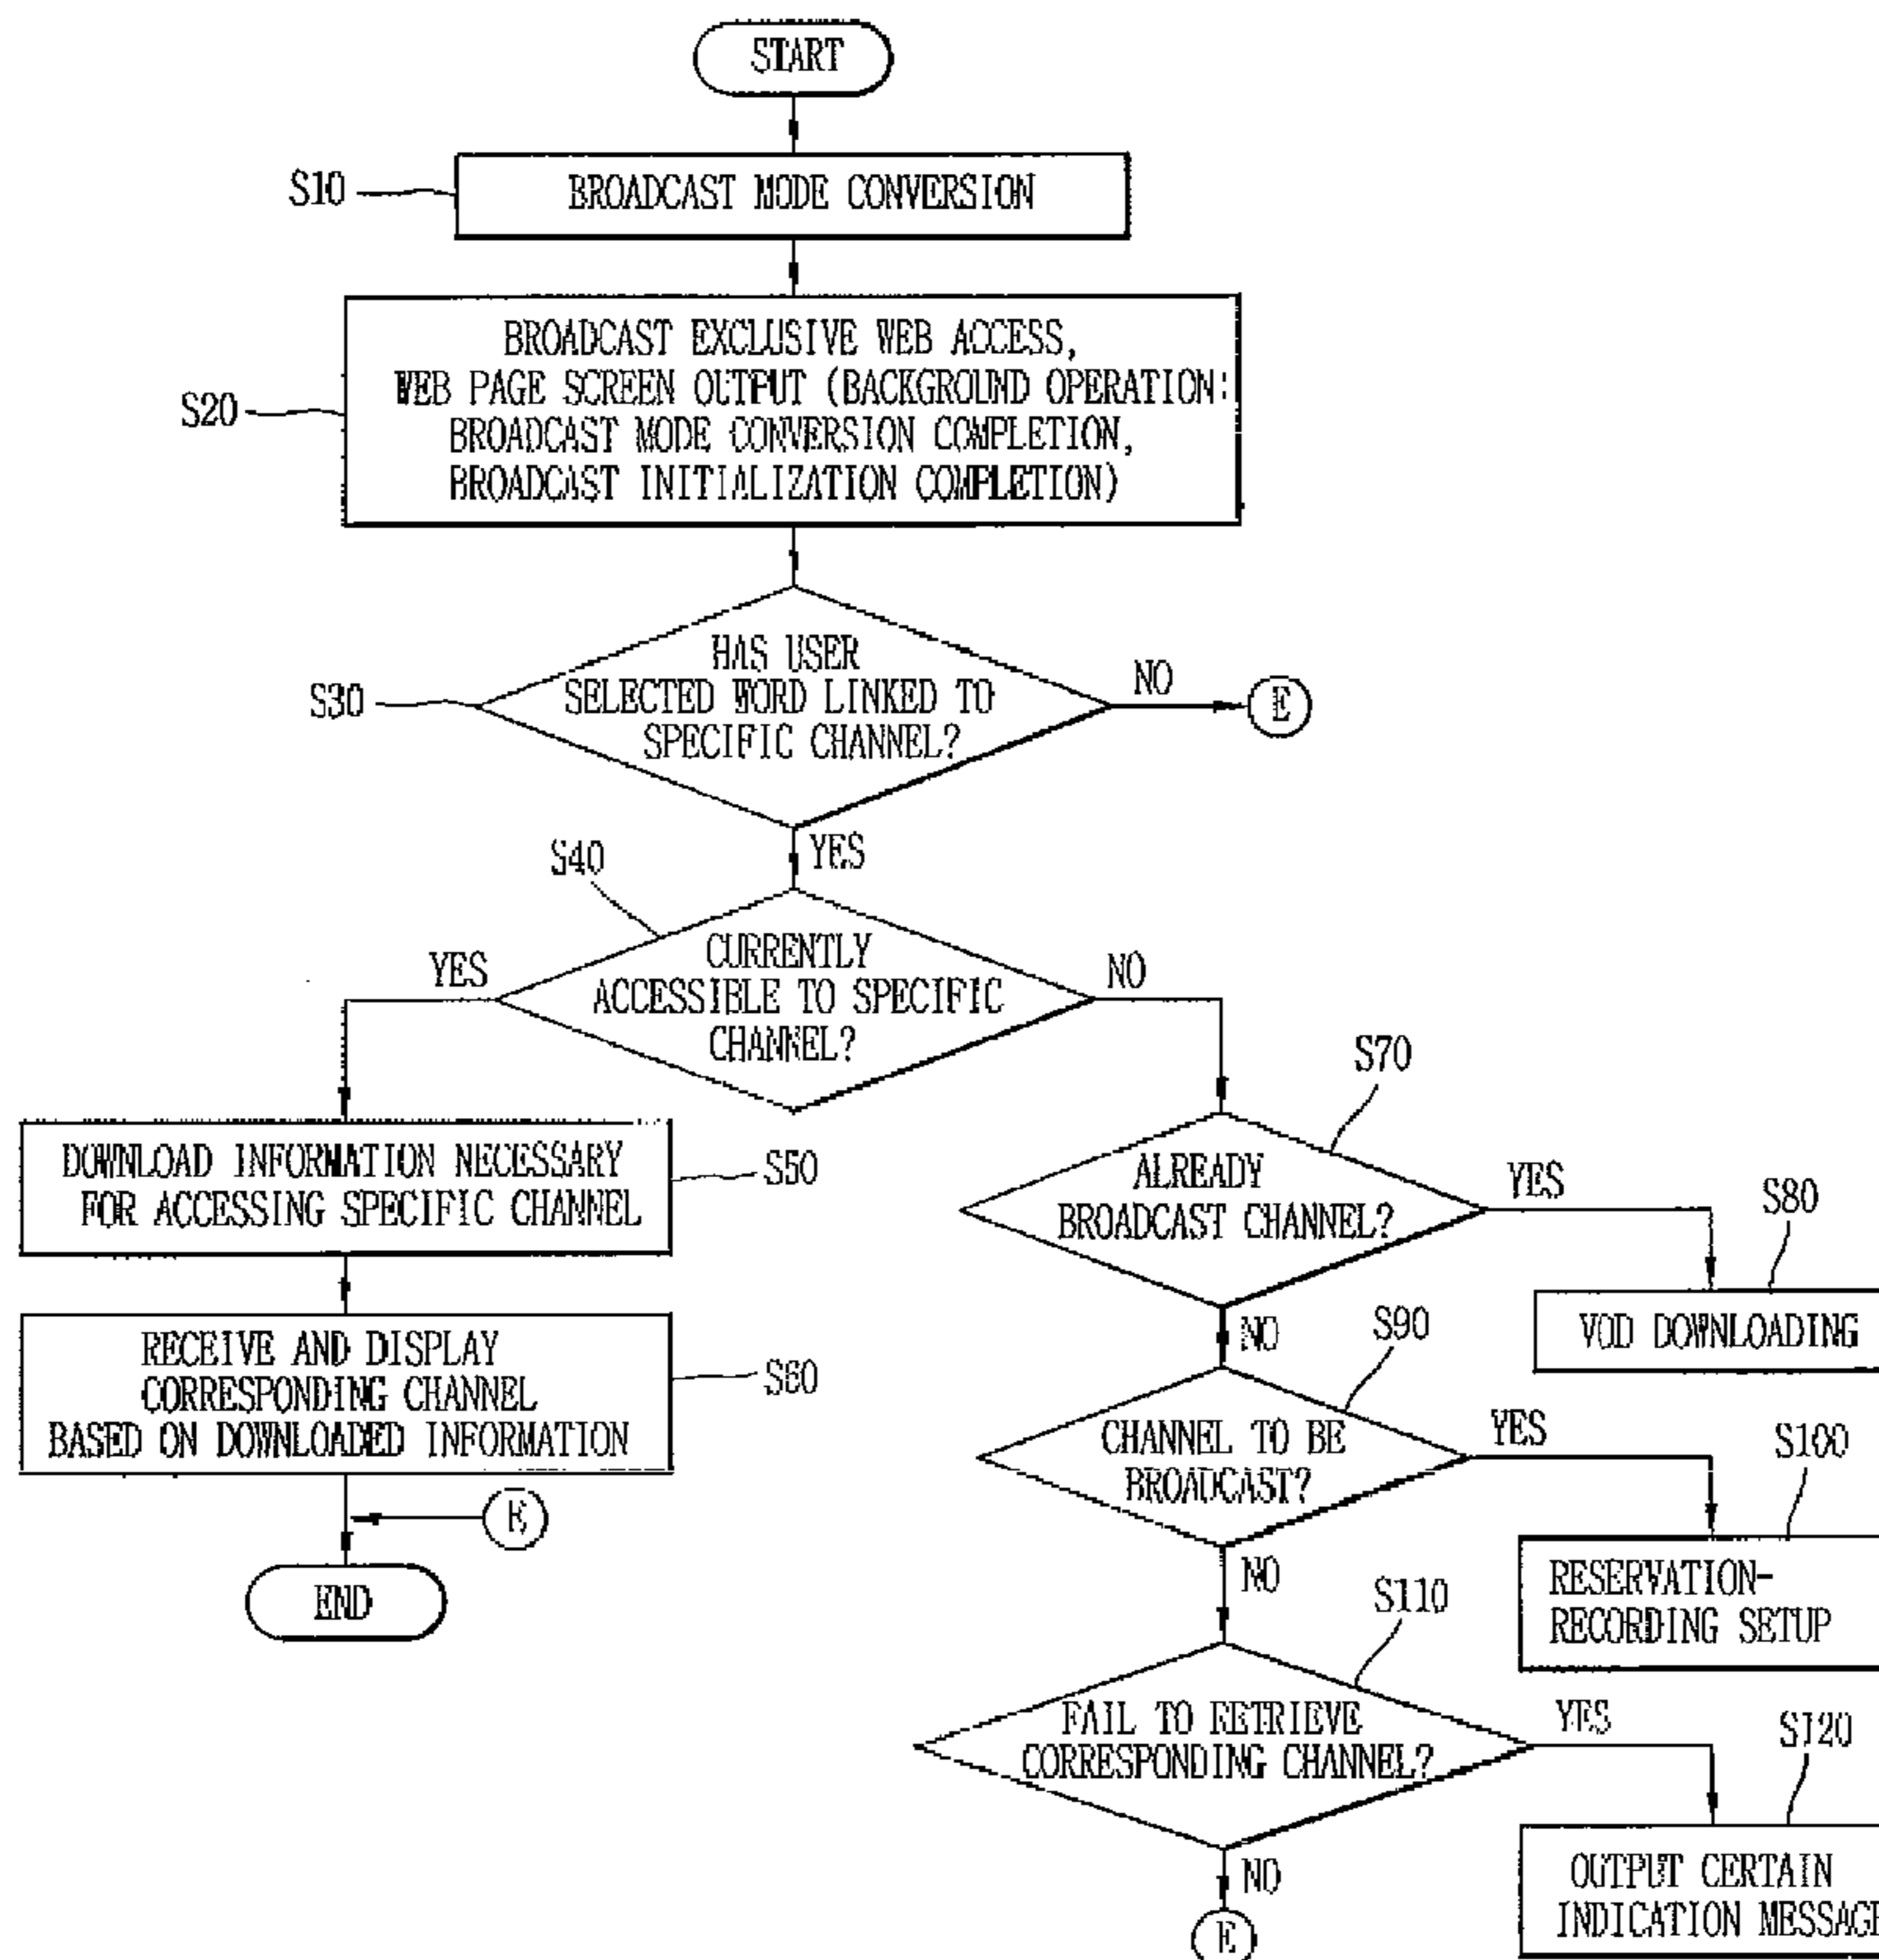 START
S10
BROADCAST MODE CONVERSION
S20
BROADCAST EXCLUSIVE WEB ACCESS,
WEB PAGE SCREEN OUTPUT (BACKGROUND OPERATION:
BROADCAST MODE CONVERSION COMPLETION,
BROADCAST INITIALIZATION COMPLETION)
S30
HAS USER
SELECTED WORD LINKED TO
SPECIFIC CHANNEL?
NO
E
YES
S40
CURRENTLY
ACCESSIBLE TO SPECIFIC
CHANNEL?
YES
NO
DOWNLOAD INFORMATION NECESSARY
FOR ACCESSING SPECIFIC CHANNEL
S50
RECEIVE AND DISPLAY
CORRESPONDING CHANNEL
BASED ON DOWNLOADED INFORMATION
S60
E
END
S70
ALREADY
BROADCAST CHANNEL?
YES
S80
VOD DOWNLOADING
NO
S90
CHANNEL TO BE
BROADCAST?
YES
S100
RESERVATION-
RECORDING SETUP
NO
S110
FAIL TO RETRIEVE
CORRESPONDING CHANNEL?
YES
S120
OUTPUT CERTAIN
INDICATION MESSAGE
NO
E